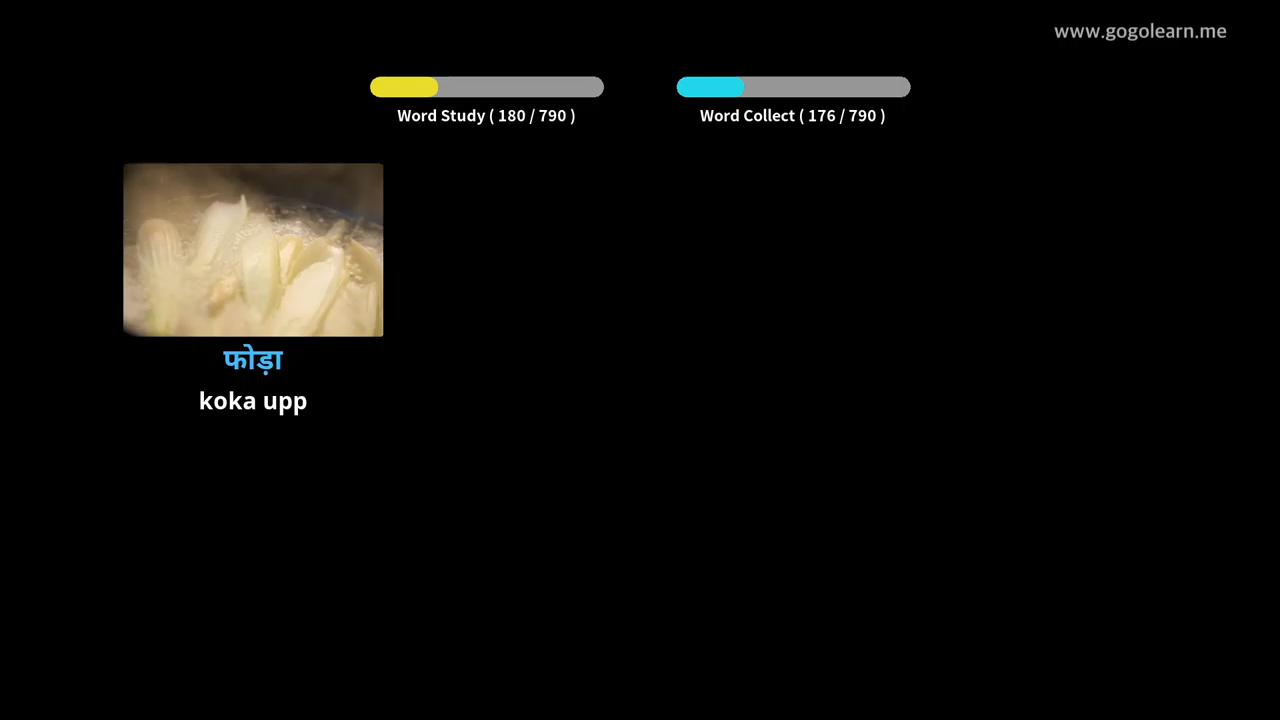 www.gogolearn.me
Word Study ( 180 / 790 )
Word Collect ( 176 / 790 )
फोड़ा
koka upp